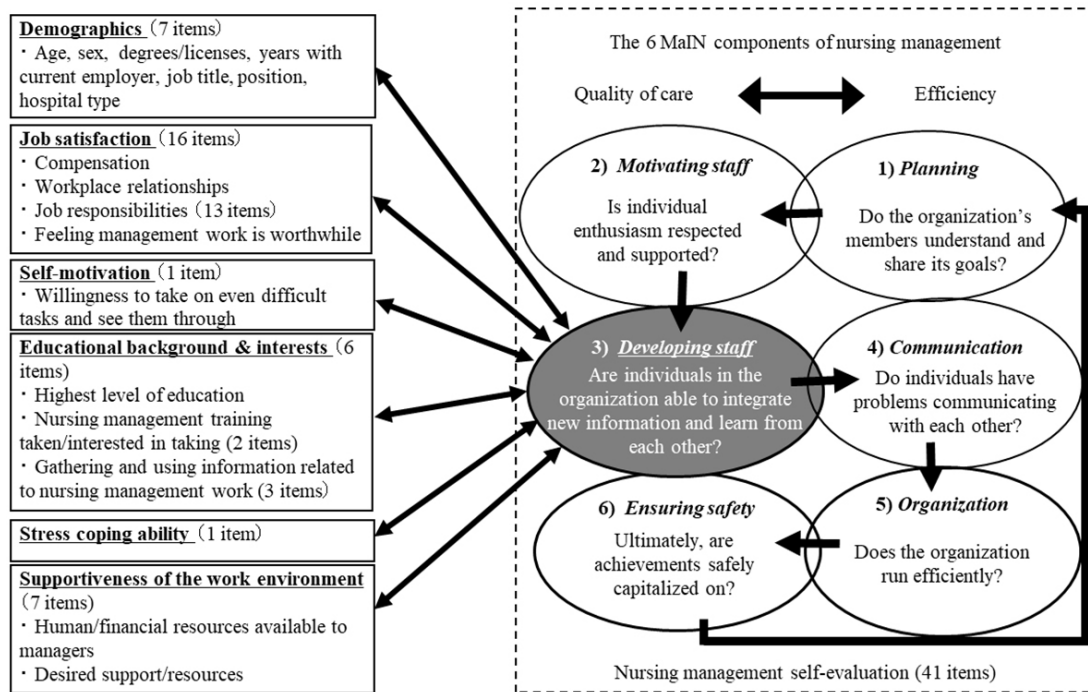 Demographics（7 items）
・Age, sex, degrees/licenses, years with
current employer, job title, position,
hospital type
Job satisfaction（16 items）
・Compensation
・Workplace relationships
・Job responsibilities（13 items）
・Feeling management work is worthwhile
Self-motivation（1 item）
・Willingness to take on even difficult
tasks and see them through
Educational background & interests（6
items）
・Highest level of education
・Nursing management training
taken/interested in taking (2 items)
・Gathering and using information related
to nursing management work (3 items)
Stress coping ability（1 item）
Supportiveness of the work environment
（7 items）
・Human/financial resources available to
managers
・Desired support/resources
The 6 MaIN components of nursing management
Quality of care
Efficiency
1) Planning
Do the organization's
members understand and
share its goals?
2) Motivating staff
Is individual
enthusiasm respected
and supported?
3) Developing staff
Are individuals in the
organization able to integrate
new information and learn from
each other?
4) Communication
Do individuals have
problems communicating
with each other?
5) Organization
Does the organization
run efficiently?
6) Ensuring safety
Ultimately, are
achievements safely
capitalized on?
Nursing management self-evaluation (41 items)